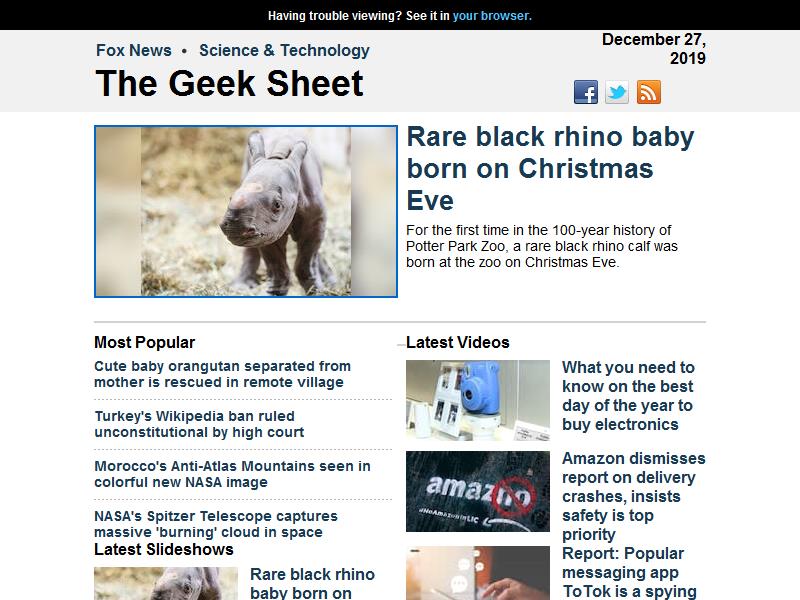 Having trouble viewing? See it in your browser.
Fox News • Science & Technology
The Geek Sheet
December 27,
2019
Rare black rhino baby
born on Christmas
Eve
For the first time in the 100-year history of
Potter Park Zoo, a rare black rhino calf was
born at the zoo on Christmas Eve.
Most Popular
Cute baby orangutan separated from
mother is rescued in remote village
Turkey's Wikipedia ban ruled
unconstitutional by high court
Morocco's Anti-Atlas Mountains seen in
colorful new NASA image
NASA's Spitzer Telescope captures
massive 'burning' cloud in space
Latest Slideshows
Rare black rhino
baby born on
Latest Videos
What you need to
know on the best
day of the year to
buy electronics
amazno
#NoAmazonInLIC
Amazon dismisses
report on delivery
crashes, insists
safety is top
priority
Report: Popular
messaging app
ToTok is a spying